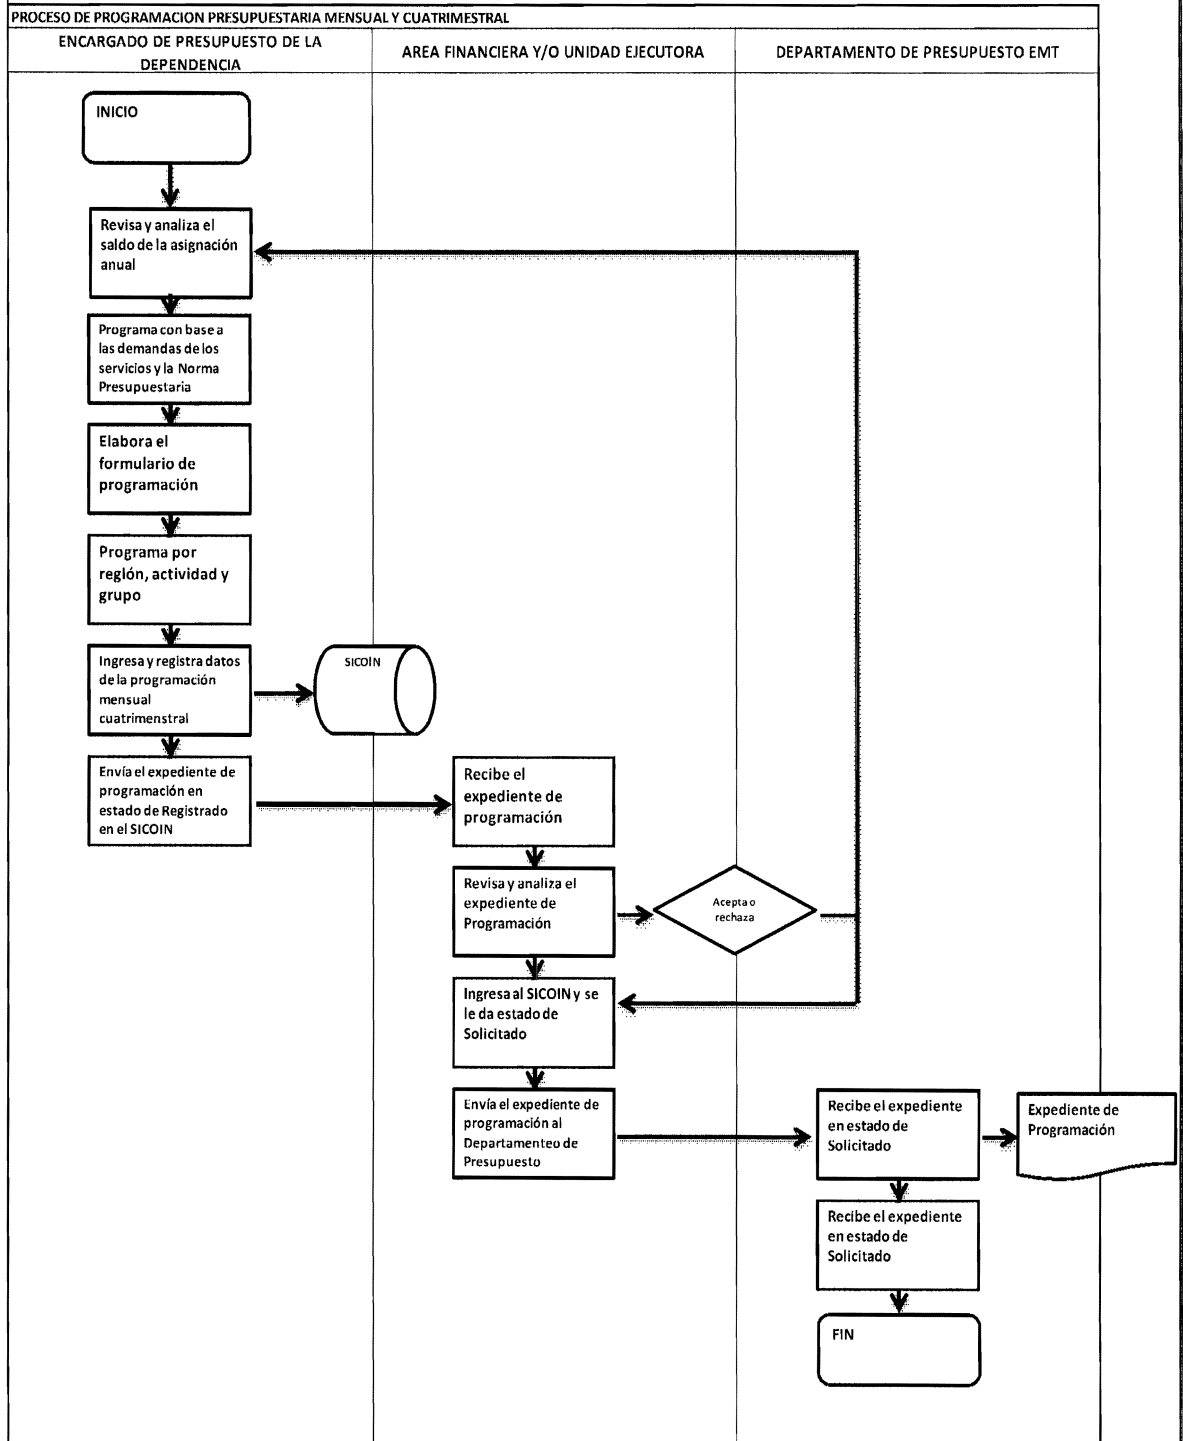 PROCESO DE PROGRAMACION PRESUPUESTARIA MENSUAL Y CUATRIMESTRAL
ENCARGADO DE PRESUPUESTO DE LA
DEPENDENCIA
AREA FINANCIERA Y/O UNIDAD EJECUTORA
DEPARTAMENTO DE PRESUPUESTO EMT
INICIO
Revisa y analiza el
saldo de la asignación
anual
Programa con base a
las demandas de los
servicios y la Norma
Presupuestaria
Elabora el
formulario de
programación
Programa por
región, actividad y
grupo
Ingresa y registra datos
de la programación
mensual
cuatrimenstral
SICOIN
Envía el expediente de
programación en
estado de Registrado
en el SICOIN
Recibe el
expediente de
programación
Revisa y analiza el
expediente de
Programación
Acepta o
rechaza
Ingresa al SICOIN y se
le da estado de
Solicitado
Envía el expediente de
programación al
Departamenteo de
Presupuesto
Recibe el expediente
en estado de
Solicitado
Expediente de
Programación
Recibe el expediente
en estado de
Solicitado
FIN